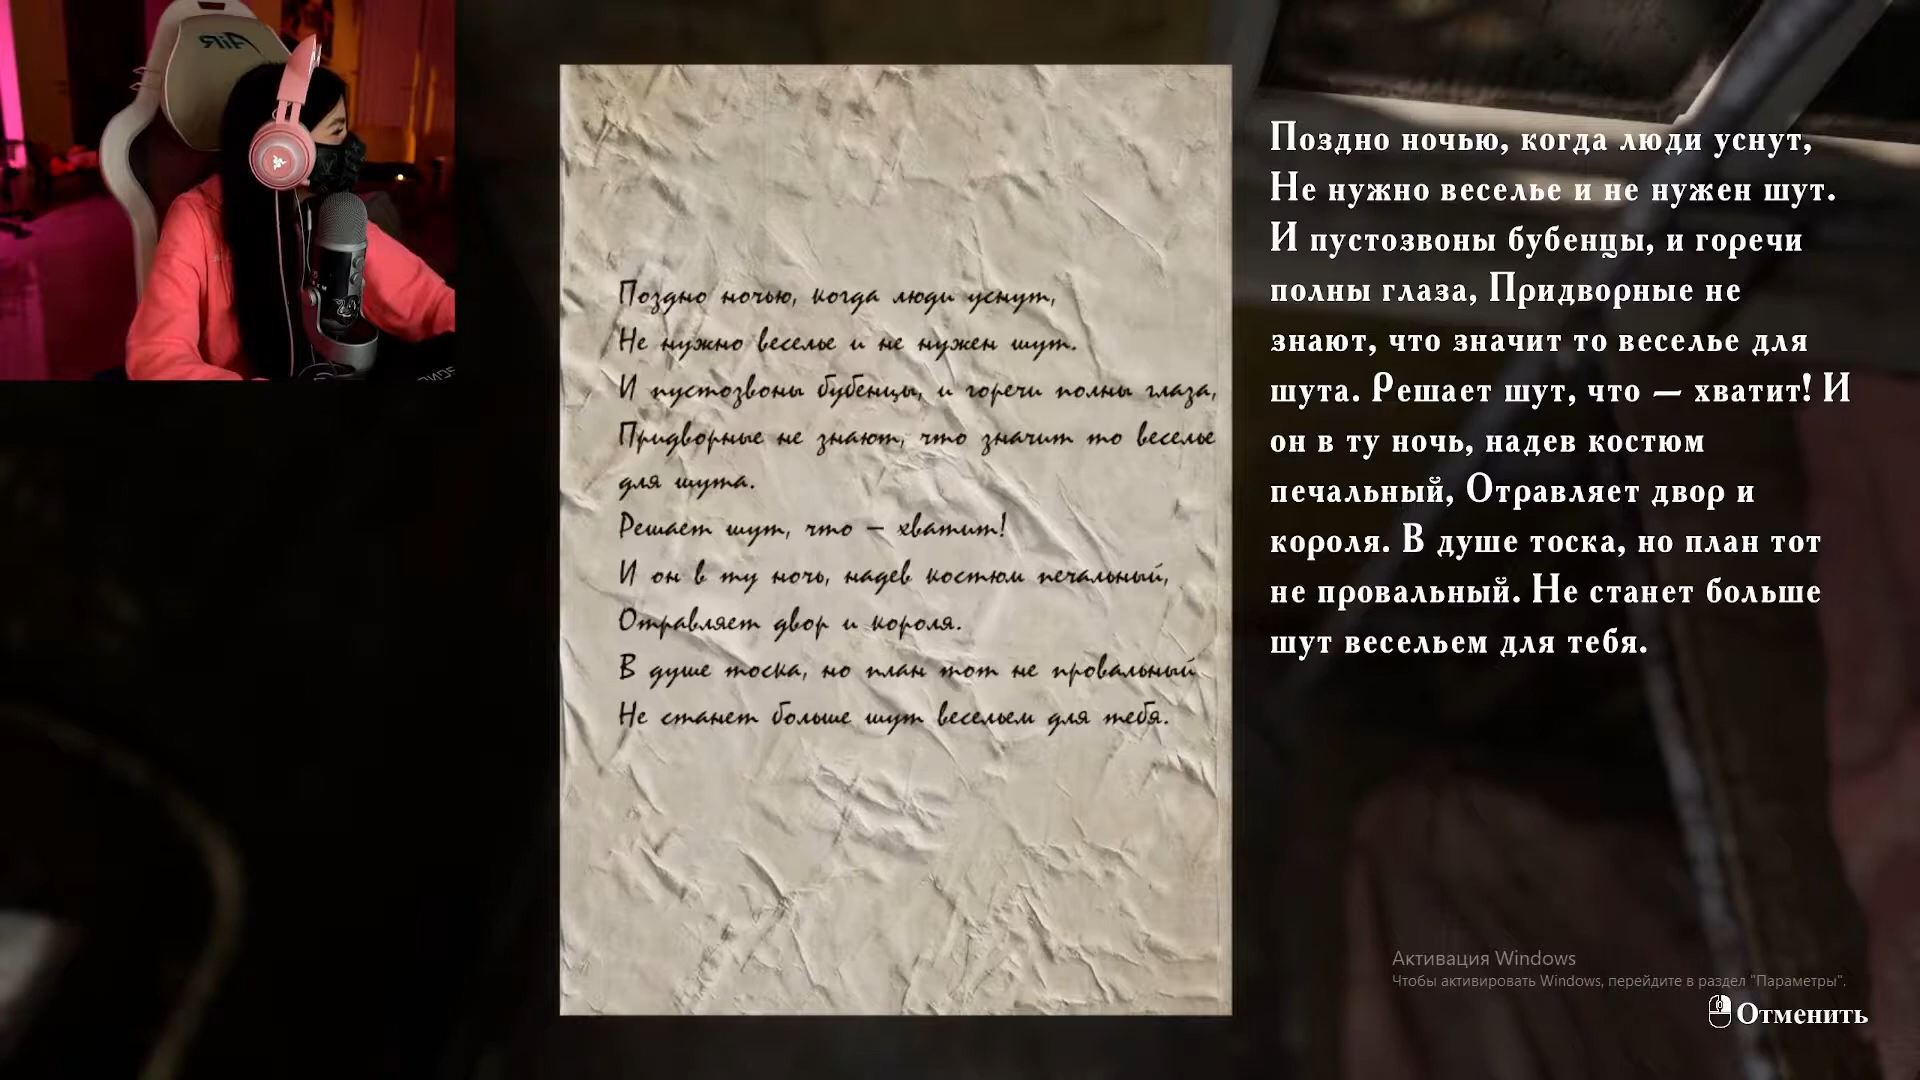 AIR
Поздно ночью, когда люди уснут,
Не нужно веселье и не нужен шут.
И пустозвоны бубенцы, и горечи полны глаза,
Придворные не знают, что значит то веселье
для шута.
Решает шут, что — хватит!
И он в ту ночь, надев костюм печальный,
Отравляет двор и короля.
В душе тоска, но план тот не провальный
Не станет больше шут весельем для тебя.
Поздно ночью, когда люди уснут,
Не нужно веселье и не нужен шут.
И пустозвоны бубенцы, и горечи
полны глаза, Придворные не
знают, что значит то веселье для
шута. Решает шут, что — хватит! И
он в ту ночь, надев костюм
печальный, Отравляет двор и
короля. В душе тоска, но план тот
не провальный. Не станет больше
шут весельем для тебя.
Активация Windows
Чтобы активировать Windows, перейдите в раздел "Параметры".
Отменить